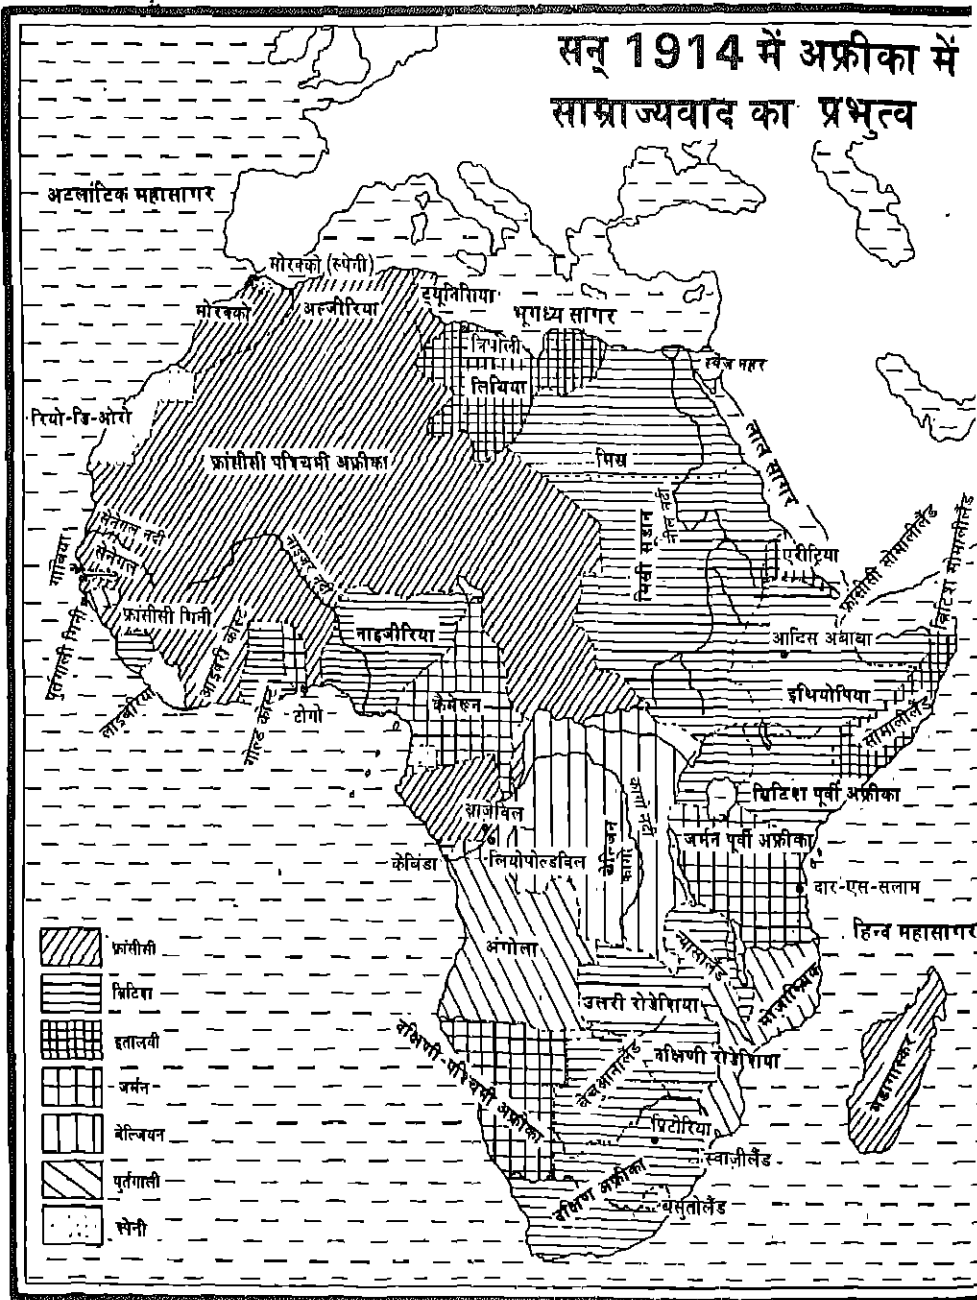 सन् 1914 में अफ्रीका में
साम्राज्यवाद का प्रभुत्व
अटलांटिक महासागर
मोरक्को (स्पेनी)
मोरक्को
अल्जीरिया
ट्यूनिशिया
भूमध्य सागर
त्रिपोली
लिबिया
स्वेज नहर
रियो-डि-ओरो
फ्रांसीसी पश्चिमी अफ्रीका
मिस्र
लाल सागर
मिस्री सूडान
नील नदी
सेनेगल नदी
सेनेगल
गांबिया
नाइजर नदी
एरीट्रिया
फ्रांसीसी सोमालीलैंड
ब्रिटिश सोमालीलैंड
पुर्तगाली गिनी
फ्रांसीसी गिनी
आइवरी कोस्ट
नाइजीरिया
आदिस अबाबा
लाइबेरिया
गोल्ड कोस्ट
टोगो
कैमेरून
इथियोपिया
सोमालीलैंड
ब्रिटिश पूर्वी अफ्रीका
ब्राजविल
कांगो नदी
बेल्जियन कांगो
जर्मन पूर्वी अफ्रीका
केबिंडा
लियोपोल्डविल
दार-एस-सलाम
हिन्द महासागर
अंगोला
न्यासालैंड
मोजाम्बिक
उत्तरी रोडेशिया
दक्षिणी रोडेशिया
दक्षिणी-पश्चिमी अफ्रीका
बेचुआनालैंड
मेडागास्कर
प्रिटोरिया
स्वाज़ीलैंड
दक्षिण अफ्रीका
बसुतोलैंड
फ्रांसीसी
ब्रिटिश
इतालवी
जर्मन
बेल्जियन
पुर्तगाली
स्पेनी